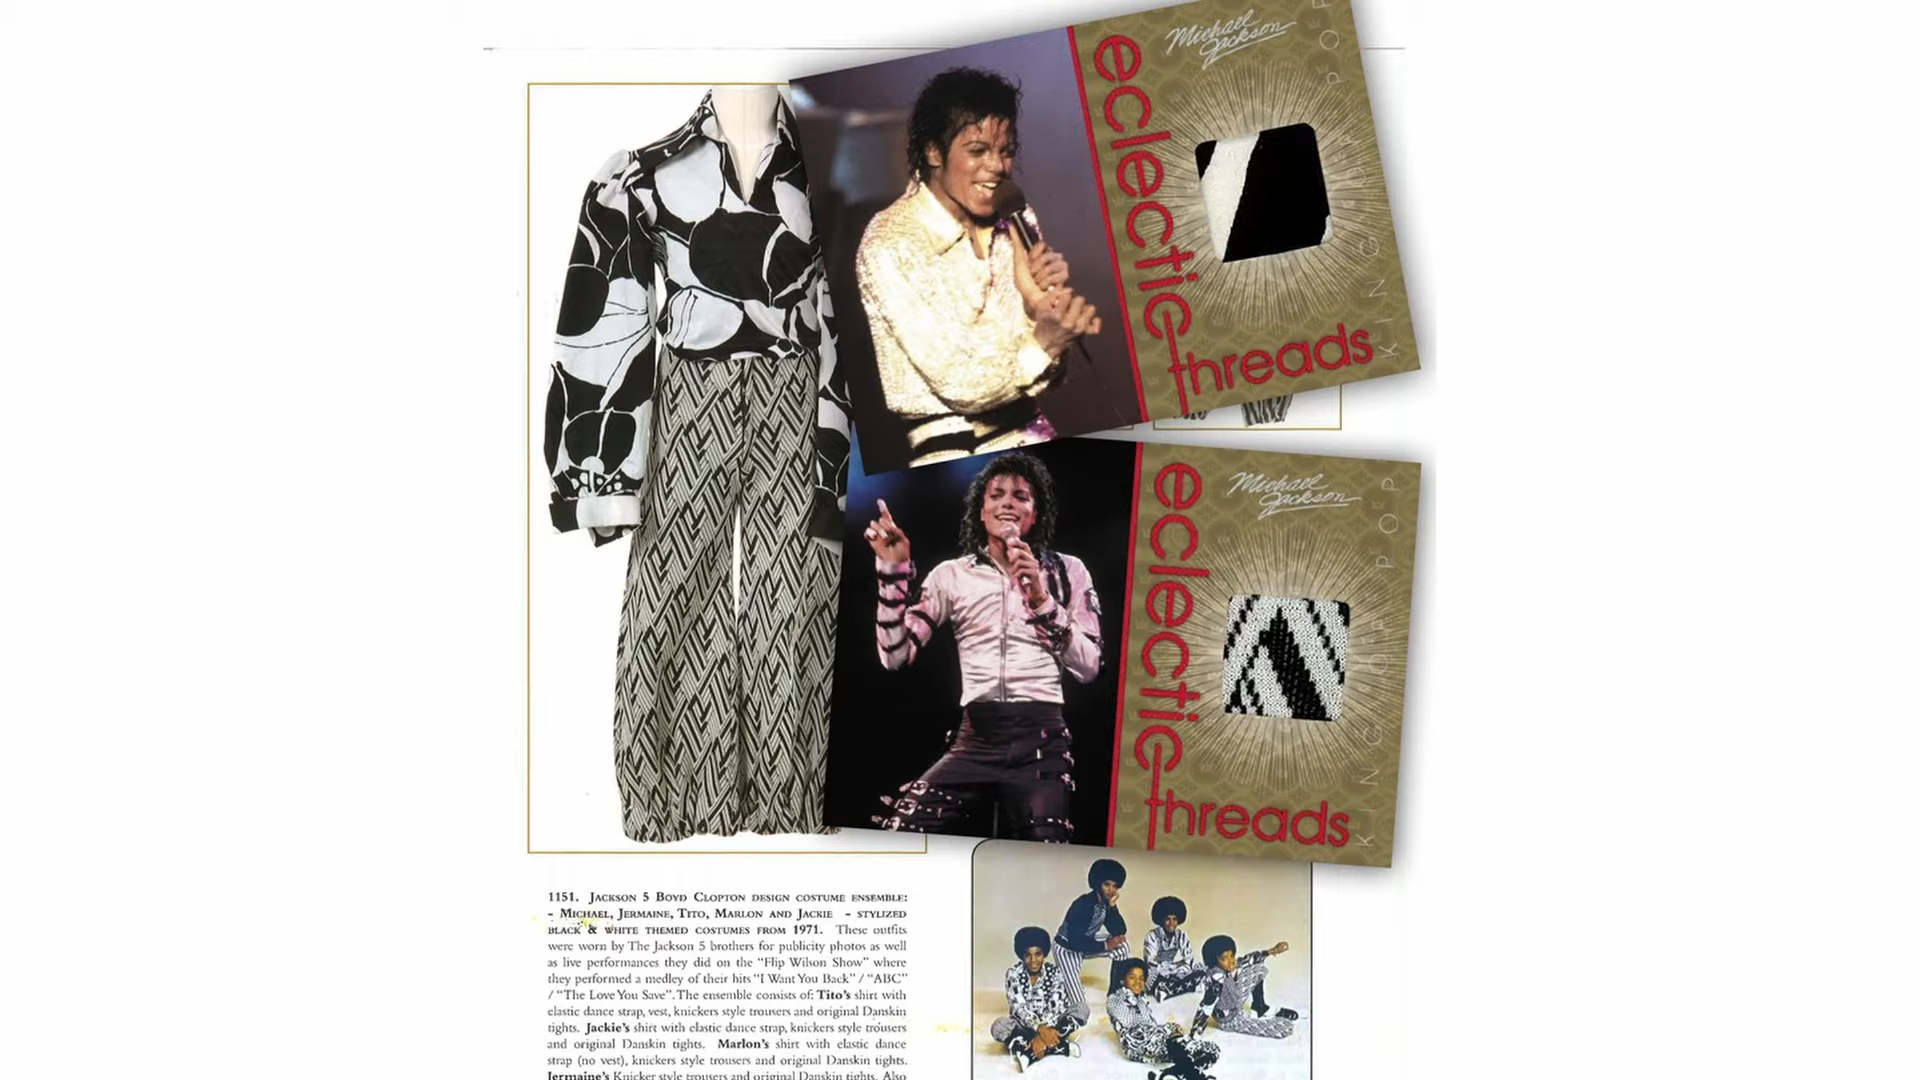 Michael
Jackson
eclectic
threads
KING OF POP
Michael
Jackson
eclectic
threads
KING OF POP
1151. JACKSON 5 BOYD CLOPTON DESIGN COSTUME ENSEMBLE:
- MICHAEL, JERMAINE, TITO, MARLON AND JACKIE - STYLIZED
BLACK & WHITE THEMED COSTUMES FROM 1971. These outfits
were worn by The Jackson 5 brothers for publicity photos as well
as live performances they did on the “Flip Wilson Show” where
they performed a medley of their hits “I Want You Back” / “ABC”
/ “The Love You Save”. The ensemble consists of: Tito's shirt with
elastic dance strap, vest, knickers style trousers and original Danskin
tights. Jackie's shirt with elastic dance strap, knickers style trousers
and original Danskin tights. Marlon's shirt with elastic dance
strap (no vest), knickers style trousers and original Danskin tights.
Jermaine's Knicker style trousers and original Danskin tights. Also